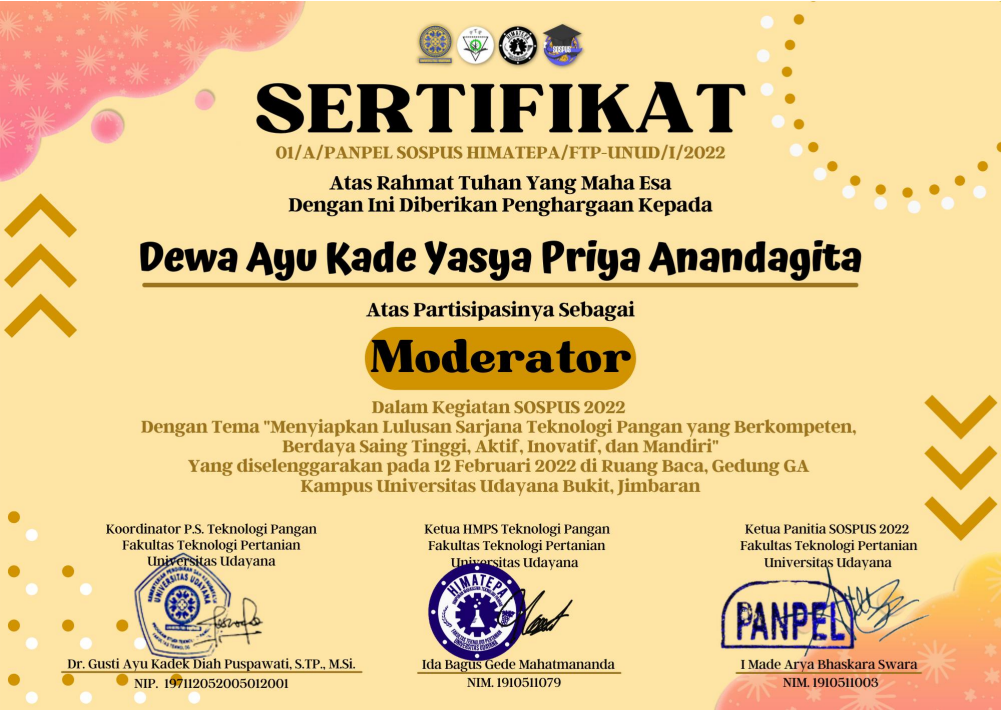 FTP
HIMATEPA
SOSPUS
SERTIFIKAT
01/A/PANPEL SOSPUS HIMATEPA/FTP-UNUD/I/2022
Atas Rahmat Tuhan Yang Maha Esa
Dengan Ini Diberikan Penghargaan Kepada
Dewa Ayu Kade Yasya Priya Anandagita
Atas Partisipasinya Sebagai
Moderator
Dalam Kegiatan SOSPUS 2022
Dengan Tema "Menyiapkan Lulusan Sarjana Teknologi Pangan yang Berkompeten,
Berdaya Saing Tinggi, Aktif, Inovatif, dan Mandiri"
Yang diselenggarakan pada 12 Februari 2022 di Ruang Baca, Gedung GA
Kampus Universitas Udayana Bukit, Jimbaran
Koordinator P.S. Teknologi Pangan
Fakultas Teknologi Pertanian
Universitas Udayana
UNIVERSITAS UDAYANA
Dr. Gusti Ayu Kadek Diah Puspawati, S.TP., M.Si.
NIP. 197112052005012001
Ketua HMPS Teknologi Pangan
Fakultas Teknologi Pertanian
Universitas Udayana
HIMATEPA
Ida Bagus Gede Mahatmananda
NIM. 1910511079
Ketua Panitia SOSPUS 2022
Fakultas Teknologi Pertanian
Universitas Udayana
PANPEL
I Made Arya Bhaskara Swara
NIM. 1910511003